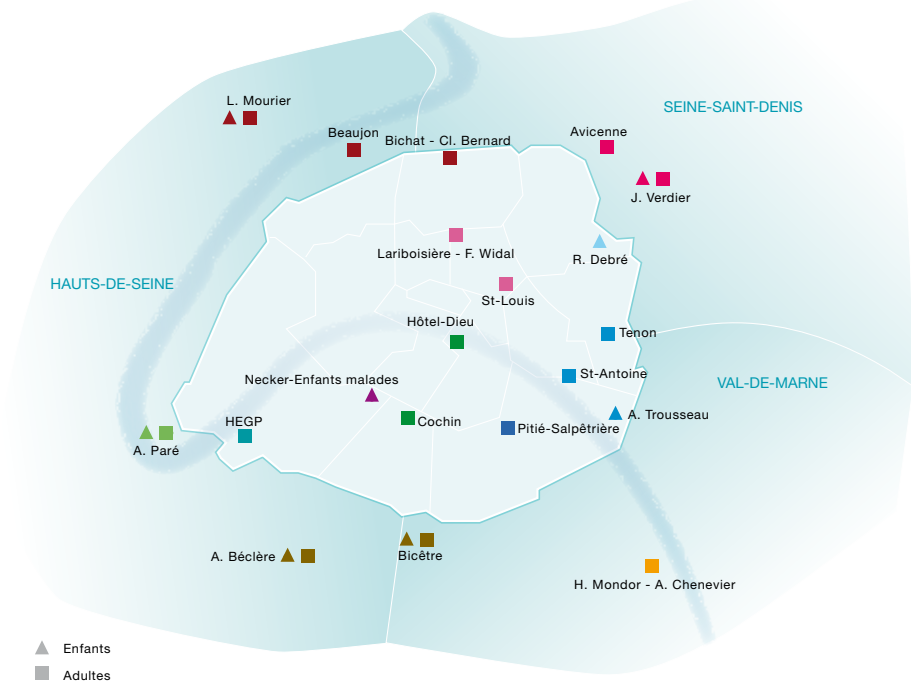 L. Mourier
SEINE-SAINT-DENIS
Beaujon
Bichat - Cl. Bernard
Avicenne
J. Verdier
Lariboisière - F. Widal
R. Debré
HAUTS-DE-SEINE
St-Louis
Hôtel-Dieu
Tenon
Necker-Enfants malades
St-Antoine
VAL-DE-MARNE
HEGP
Cochin
A. Trousseau
Pitié-Salpêtrière
A. Paré
A. Béclère
Bicêtre
H. Mondor - A. Chenevier
Enfants
Adultes